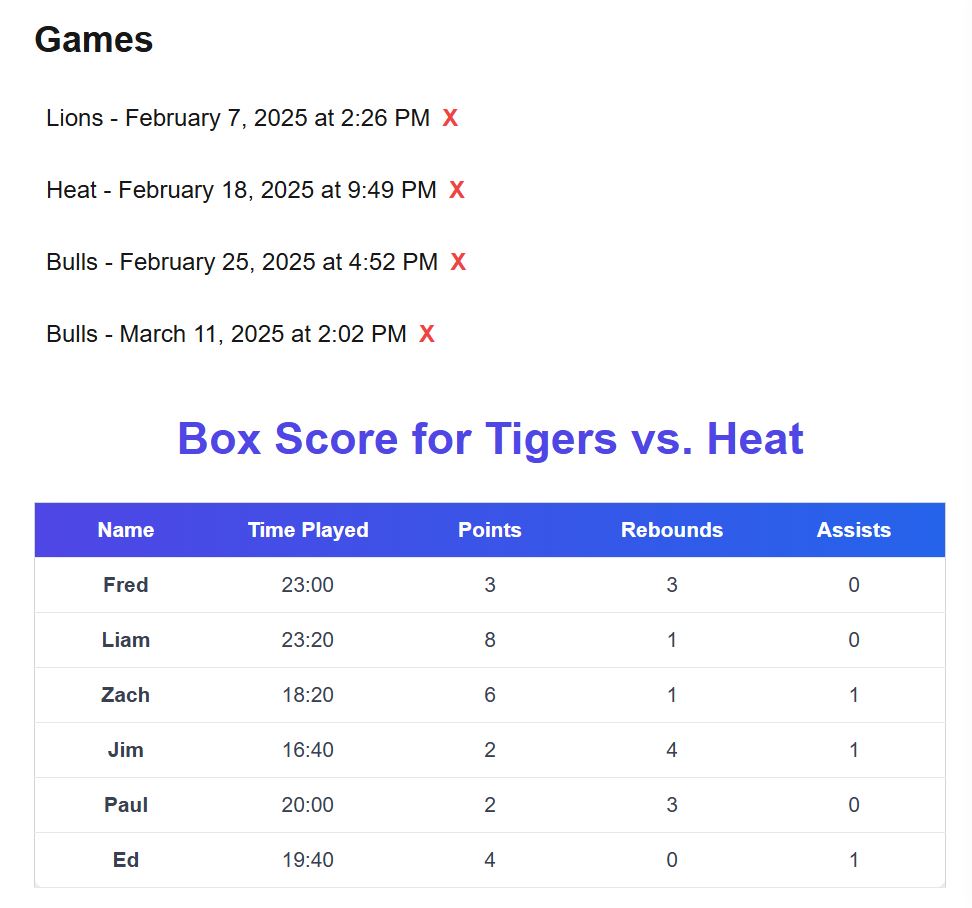 Games
Lions - February 7, 2025 at 2:26 PM X
Heat - February 18, 2025 at 9:49 PM X
Bulls - February 25, 2025 at 4:52 PM X
Bulls - March 11, 2025 at 2:02 PM X
Box Score for Tigers vs. Heat
Name Time Played Points Rebounds Assists
Fred 23:00 3 3 0
Liam 23:20 8 1 0
Zach 18:20 6 1 1
Jim 16:40 2 4 1
Paul 20:00 2 3 0
Ed 19:40 4 0 1